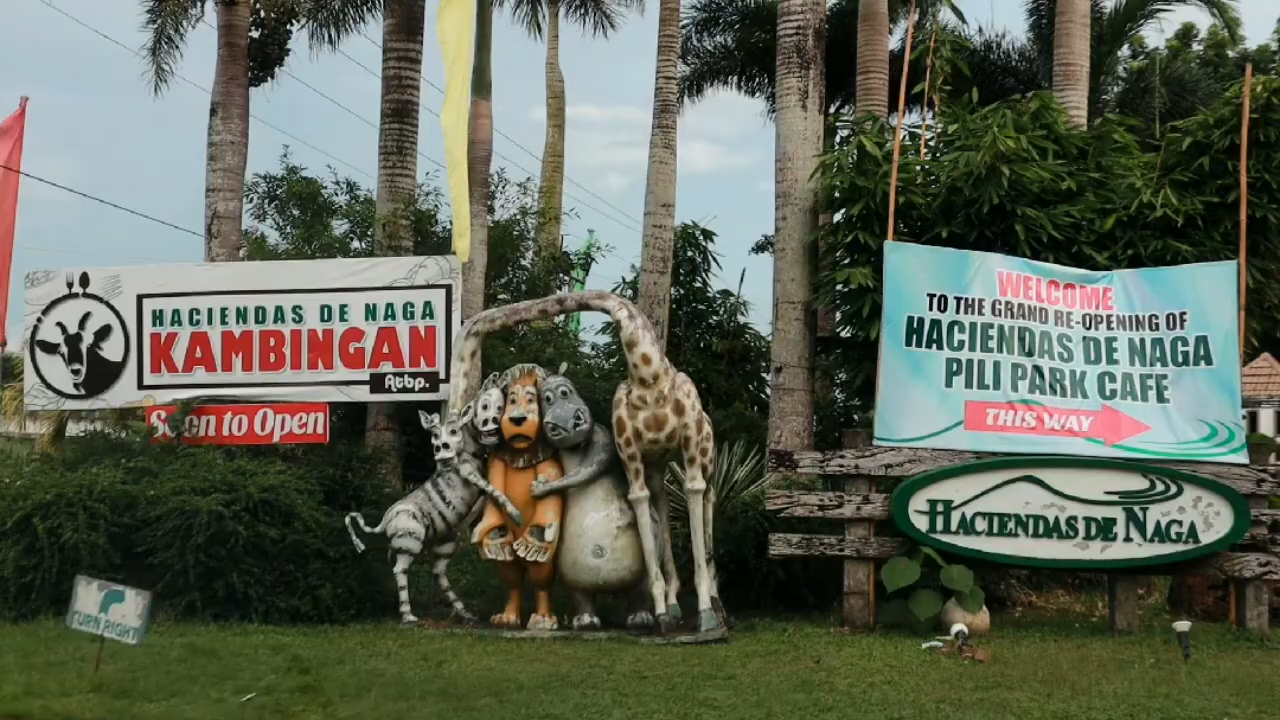 HACIENDAS DE NAGA
KAMBINGAN
Atbp.
Soon to Open
WELCOME
TO THE GRAND RE-OPENING OF
HACIENDAS DE NAGA
PILI PARK CAFE
THIS WAY
HACIENDAS DE NAGA
TURN RIGHT